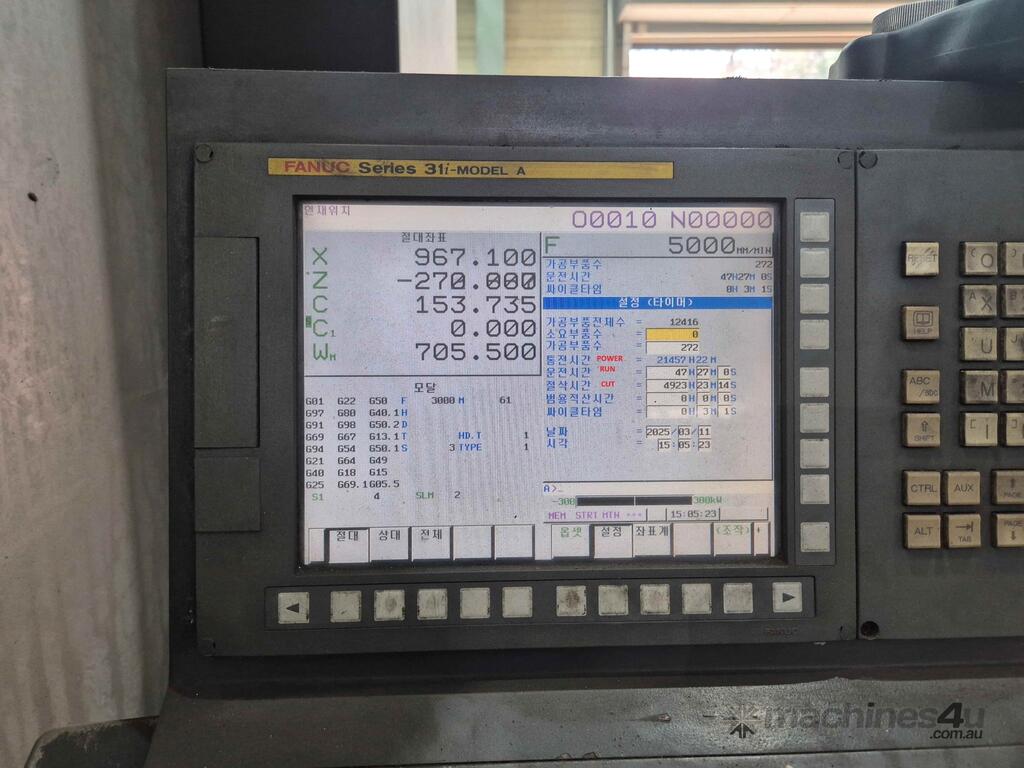 FANUC Series 31i-MODEL A
현재위치
O0010 N00000
절대좌표
X 967.100
Z -270.000
C 153.735
C1 0.000
WM 705.500
F 5000MM/MIN
가공부품수 272
운전시간 47H27M 0S
싸이클타임 0H 3M 1S
설정 (타이머)
가공부품전체수 = 12416
소요부품수 = 0
가공부품수 = 272
통전시간 POWER = 21457H22M
운전시간 RUN = 47H27M 0S
절삭시간 CUT = 4923H23M14S
범용적산시간 = 0H 0M 0S
싸이클타임 = 0H 3M 1S
날짜 = 2025/03/11
시각 = 15:05:23
모달
G01 G22 G50 F 3000 M 61
G97 G80 G40.1 H
G91 G98 G50.2 D
G69 G67 G13.1 T HD.T 1
G94 G54 G50.1 S 3 TYPE 1
G21 G64 G49
G40 G18 G15
G25 G69.1 G05.5
S1 4 SLM 2
A>_
-300 300kW
MEM STRT MTN *** 15:05:23
절대 상대 전체 옵셋 설정 좌표계 (조작) +
FANUC
RESET
HELP
ABC/abc
SHIFT
CTRL AUX PAGE
ALT TAB PAGE
O
X
U
M
I
machines4u
.com.au